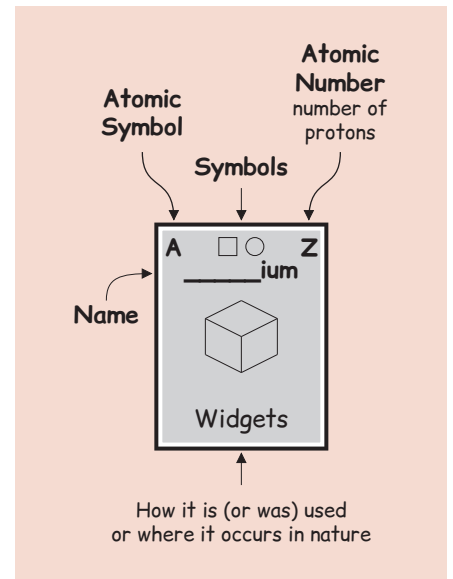 Atomic
Number
number of
protons
Atomic
Symbol
Symbols
A
Z
______ium
Name
Widgets
How it is (or was) used
or where it occurs in nature